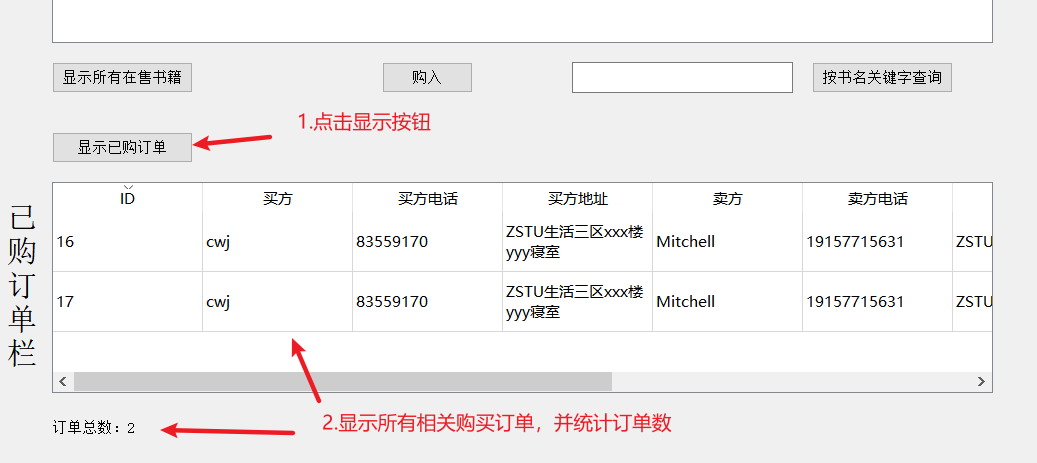 显示所有在售书籍 购入 按书名关键字查询
1.点击显示按钮
显示已购订单
已购订单栏
ID 买方 买方电话 买方地址 卖方 卖方电话
16 cwj 83559170 ZSTU生活三区xxx楼 Mitchell 19157715631 ZSTU
yyy寝室
17 cwj 83559170 ZSTU生活三区xxx楼 Mitchell 19157715631 ZSTU
yyy寝室
2.显示所有相关购买订单，并统计订单数
订单总数：2